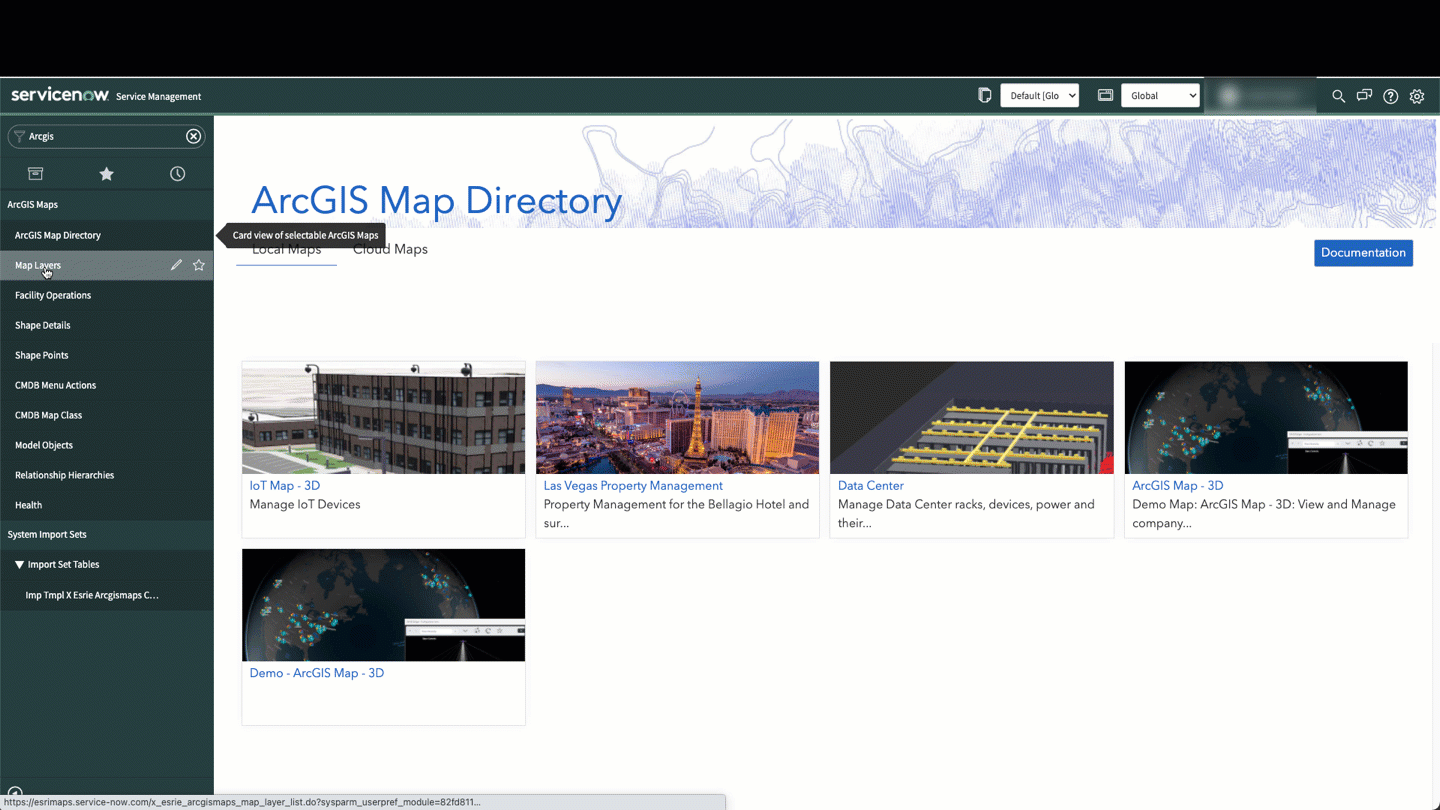 servicenow Service Management
Default [Glo
Global
Arcgis
ArcGIS Maps
ArcGIS Map Directory
Map Layers
Facility Operations
Shape Details
Shape Points
CMDB Menu Actions
CMDB Map Class
Model Objects
Relationship Hierarchies
Health
System Import Sets
Import Set Tables
Imp Tmpl X Esrie Arcgismaps C...
ArcGIS Map Directory
Card view of selectable ArcGIS Maps
Local Maps Cloud Maps
Documentation
IoT Map - 3D
Manage IoT Devices
Las Vegas Property Management
Property Management for the Bellagio Hotel and
sur...
Data Center
Manage Data Center racks, devices, power and
their...
ArcGIS Map - 3D
Demo Map: ArcGIS Map - 3D: View and Manage
company...
Demo - ArcGIS Map - 3D
https://esrimaps.service-now.com/x_esrie_arcgismaps_map_layer_list.do?sysparm_userpref_module=82fd811...